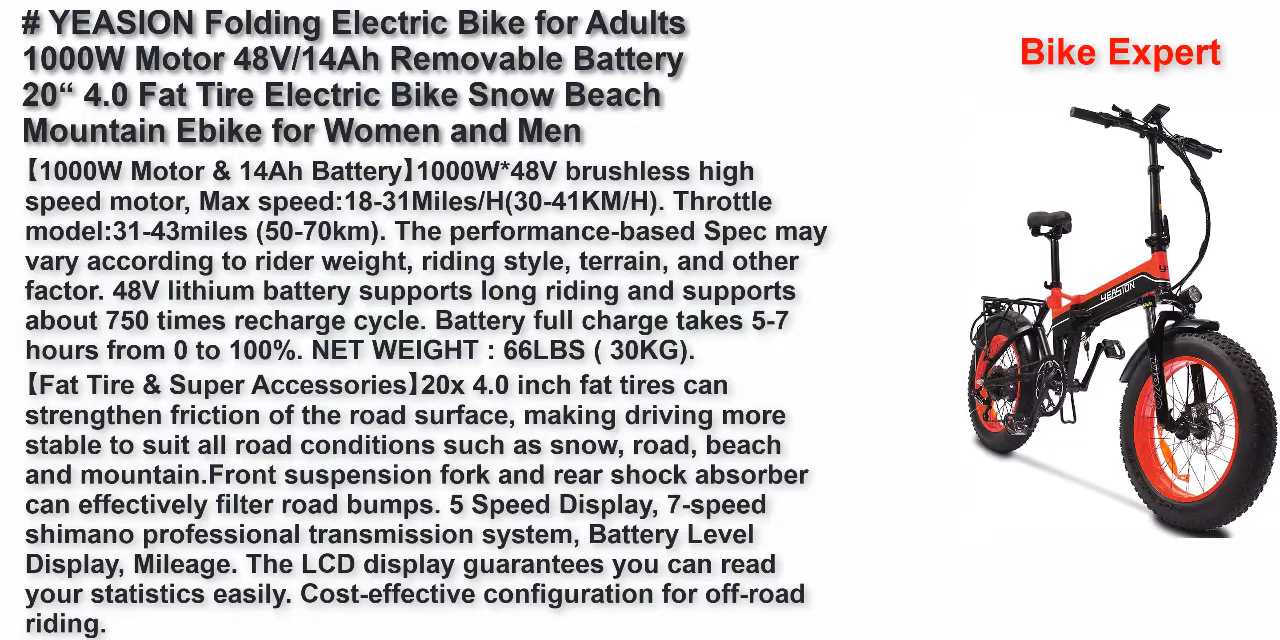 # YEASION Folding Electric Bike for Adults
1000W Motor 48V/14Ah Removable Battery
20“ 4.0 Fat Tire Electric Bike Snow Beach
Mountain Ebike for Women and Men
【1000W Motor & 14Ah Battery】1000W*48V brushless high
speed motor, Max speed:18-31Miles/H(30-41KM/H). Throttle
model:31-43miles (50-70km). The performance-based Spec may
vary according to rider weight, riding style, terrain, and other
factor. 48V lithium battery supports long riding and supports
about 750 times recharge cycle. Battery full charge takes 5-7
hours from 0 to 100%. NET WEIGHT : 66LBS ( 30KG).
【Fat Tire & Super Accessories】20x 4.0 inch fat tires can
strengthen friction of the road surface, making driving more
stable to suit all road conditions such as snow, road, beach
and mountain.Front suspension fork and rear shock absorber
can effectively filter road bumps. 5 Speed Display, 7-speed
shimano professional transmission system, Battery Level
Display, Mileage. The LCD display guarantees you can read
your statistics easily. Cost-effective configuration for off-road
riding.
Bike Expert
YEASION